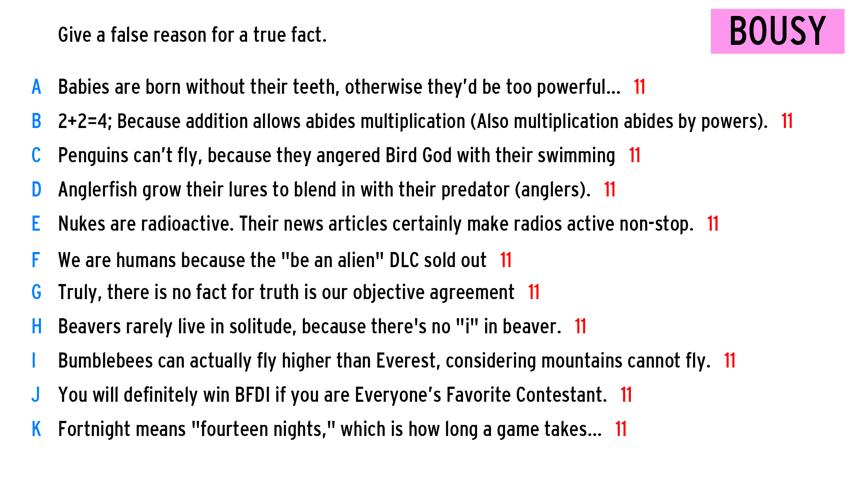 Give a false reason for a true fact.
BOUSY
A Babies are born without their teeth, otherwise they'd be too powerful... 11
B 2+2=4; Because addition allows abides multiplication (Also multiplication abides by powers). 11
C Penguins can't fly, because they angered Bird God with their swimming 11
D Anglerfish grow their lures to blend in with their predator (anglers). 11
E Nukes are radioactive. Their news articles certainly make radios active non-stop. 11
F We are humans because the "be an alien" DLC sold out 11
G Truly, there is no fact for truth is our objective agreement 11
H Beavers rarely live in solitude, because there's no "i" in beaver. 11
I Bumblebees can actually fly higher than Everest, considering mountains cannot fly. 11
J You will definitely win BFDI if you are Everyone's Favorite Contestant. 11
K Fortnight means "fourteen nights," which is how long a game takes... 11